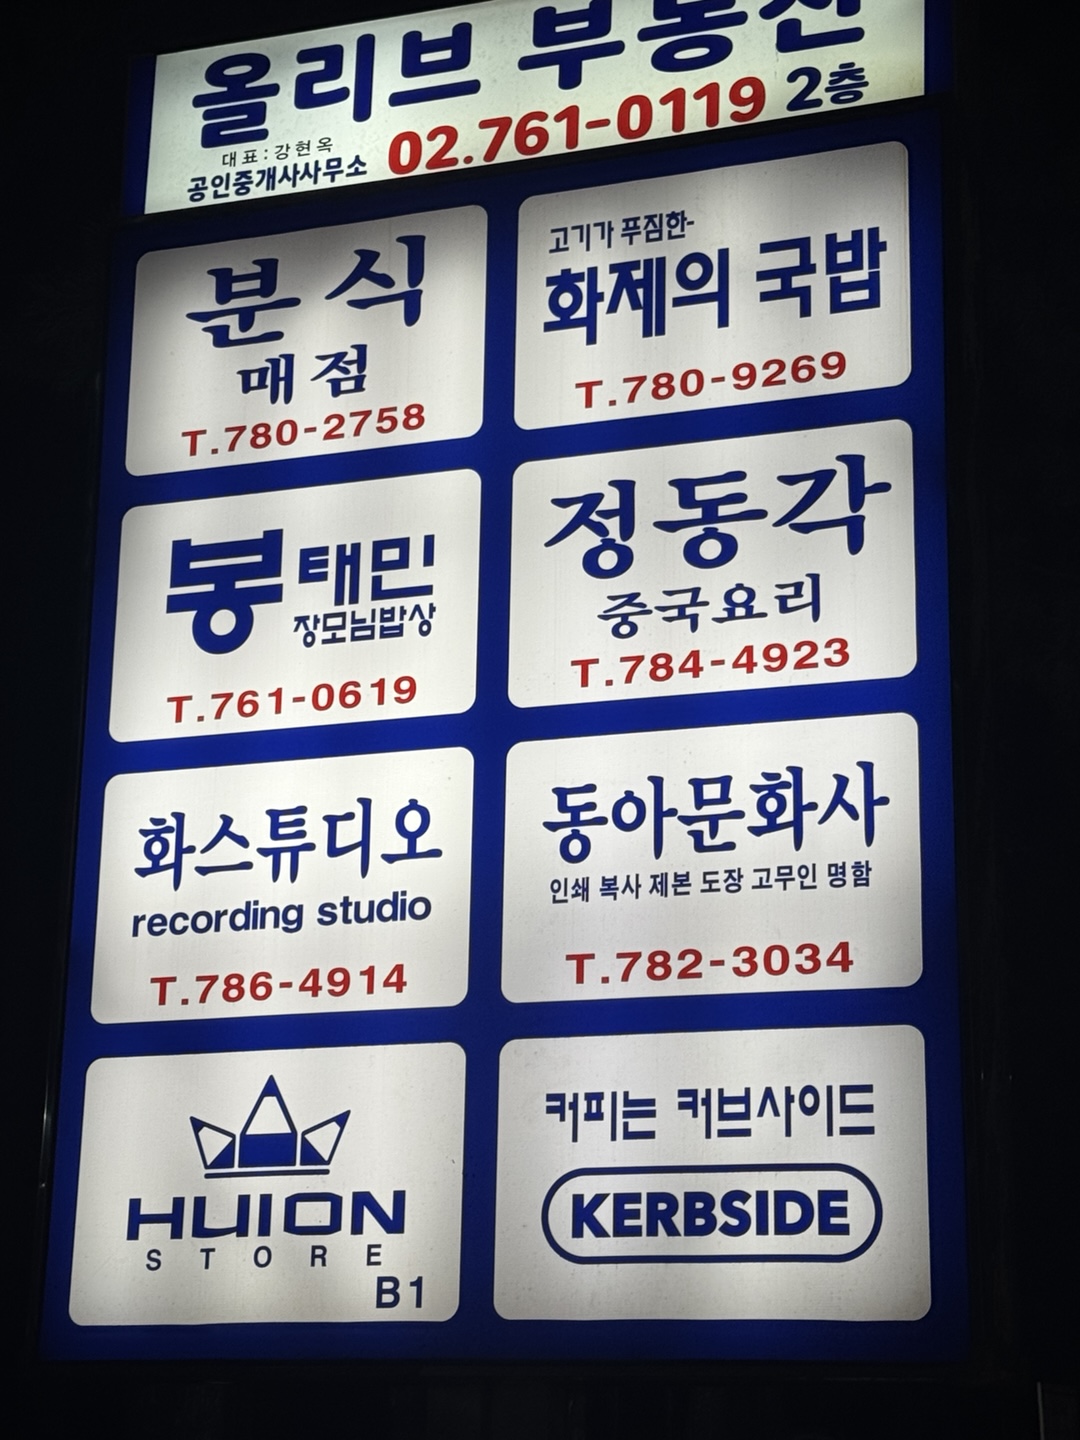 올리브 부동산
02.761-0119 2층
대표:강현옥
공인중개사사무소
분식
매점
T.780-2758
고기가 푸짐한-
화제의 국밥
T.780-9269
봉태민
장모님밥상
T.761-0619
정동각
중국요리
T.784-4923
화스튜디오
recording studio
T.786-4914
동아문화사
인쇄 복사 제본 도장 고무인 명함
T.782-3034
HUION
STORE
B1
커피는 커브사이드
KERBSIDE